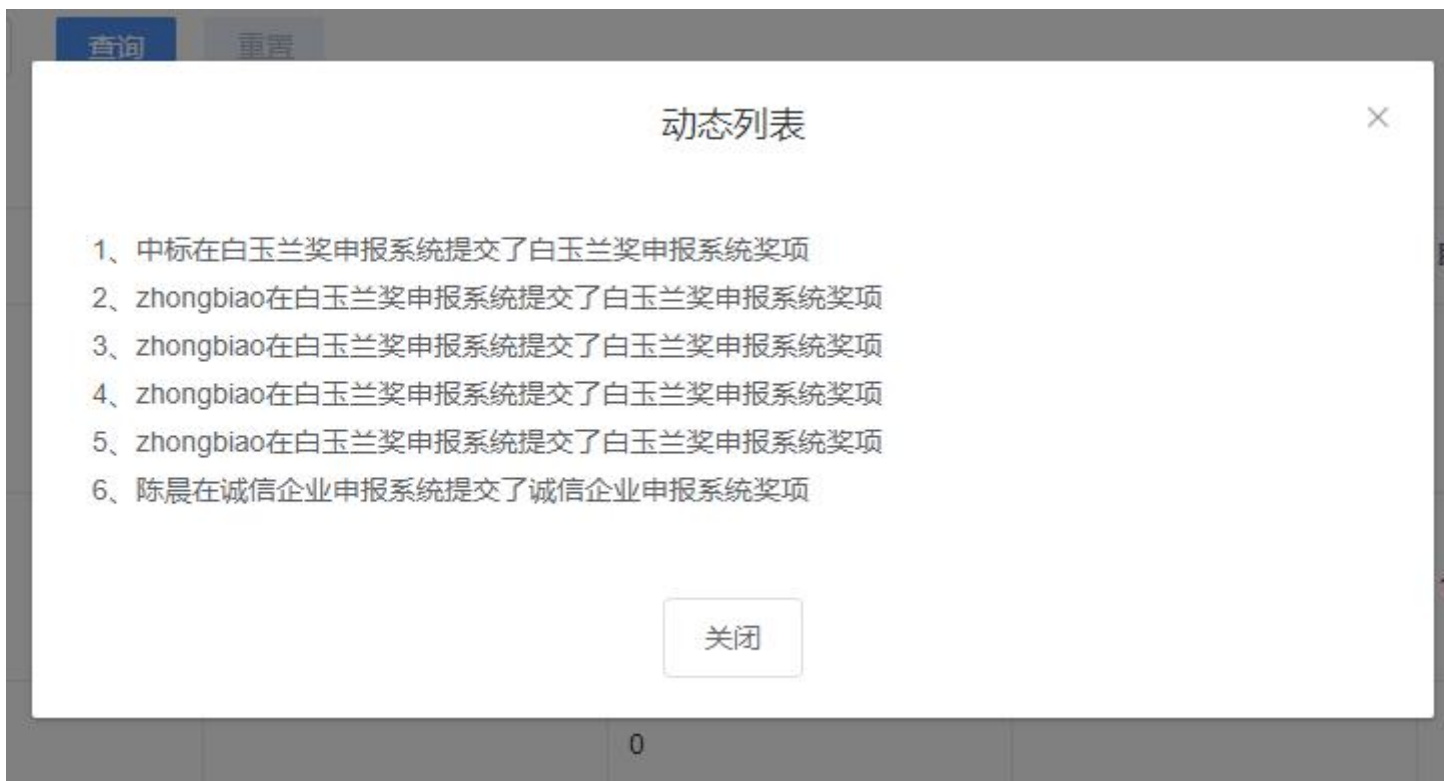 查询
重置
动态列表
1、中标在白玉兰奖申报系统提交了白玉兰奖申报系统奖项
2、zhongbiao在白玉兰奖申报系统提交了白玉兰奖申报系统奖项
3、zhongbiao在白玉兰奖申报系统提交了白玉兰奖申报系统奖项
4、zhongbiao在白玉兰奖申报系统提交了白玉兰奖申报系统奖项
5、zhongbiao在白玉兰奖申报系统提交了白玉兰奖申报系统奖项
6、陈晨在诚信企业申报系统提交了诚信企业申报系统奖项
关闭
0